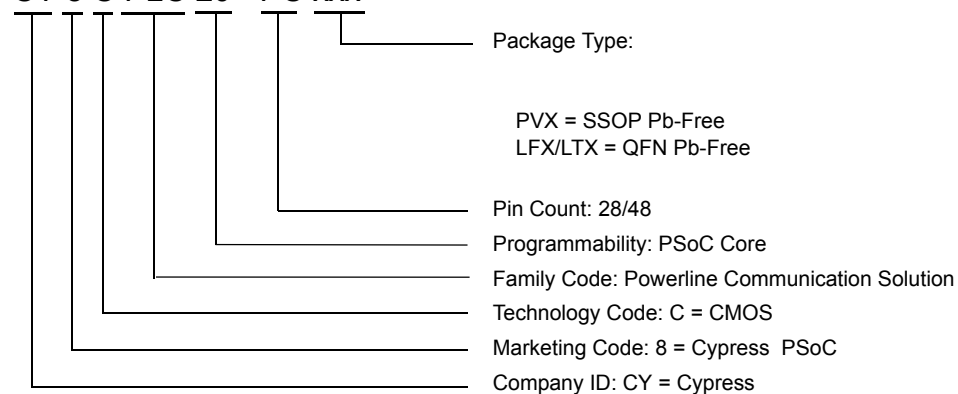 Package Type:
PVX = SSOP Pb-Free
LFX/LTX = QFN Pb-Free
Pin Count: 28/48
Programmability: PSoC Core
Family Code: Powerline Communication Solution
Technology Code: C = CMOS
Marketing Code: 8 = Cypress PSoC
Company ID: CY = Cypress